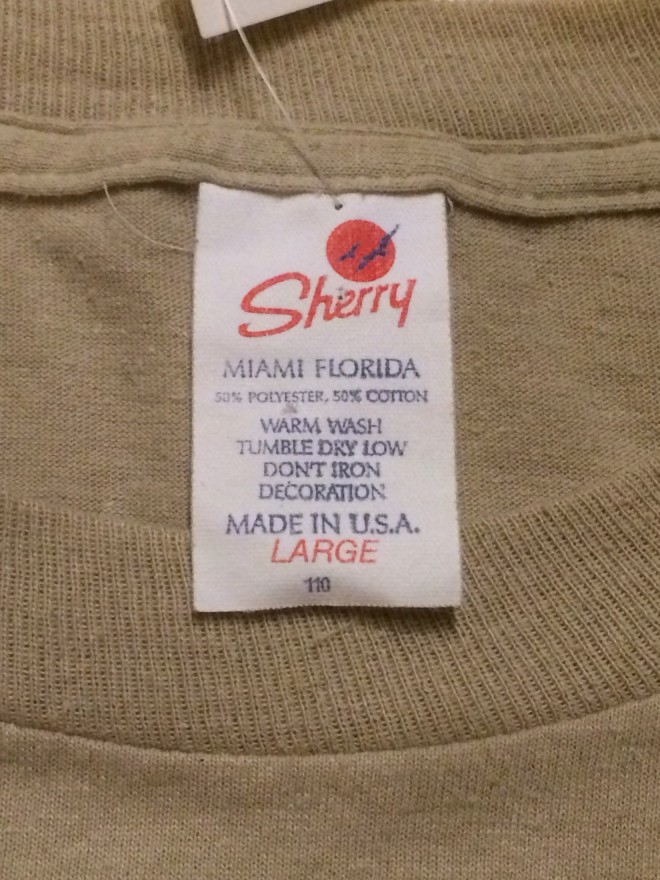 Sherry
MIAMI FLORIDA
50% POLYESTER, 50% COTTON
WARM WASH
TUMBLE DRY LOW
DON'T IRON
DECORATION
MADE IN U.S.A.
LARGE
110